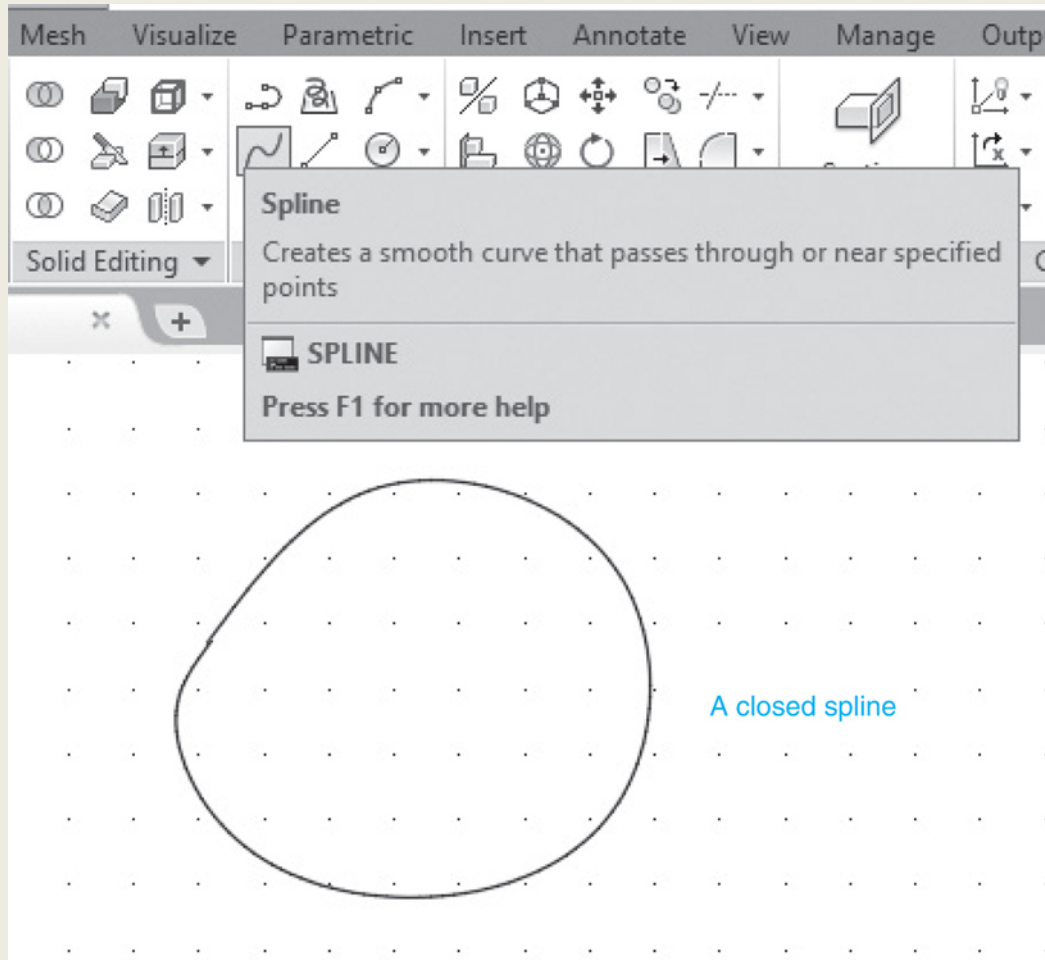 Mesh Visualize Parametric Insert Annotate View Manage Outp
Spline
Creates a smooth curve that passes through or near specified
points
SPLINE
Press F1 for more help
Solid Editing
A closed spline